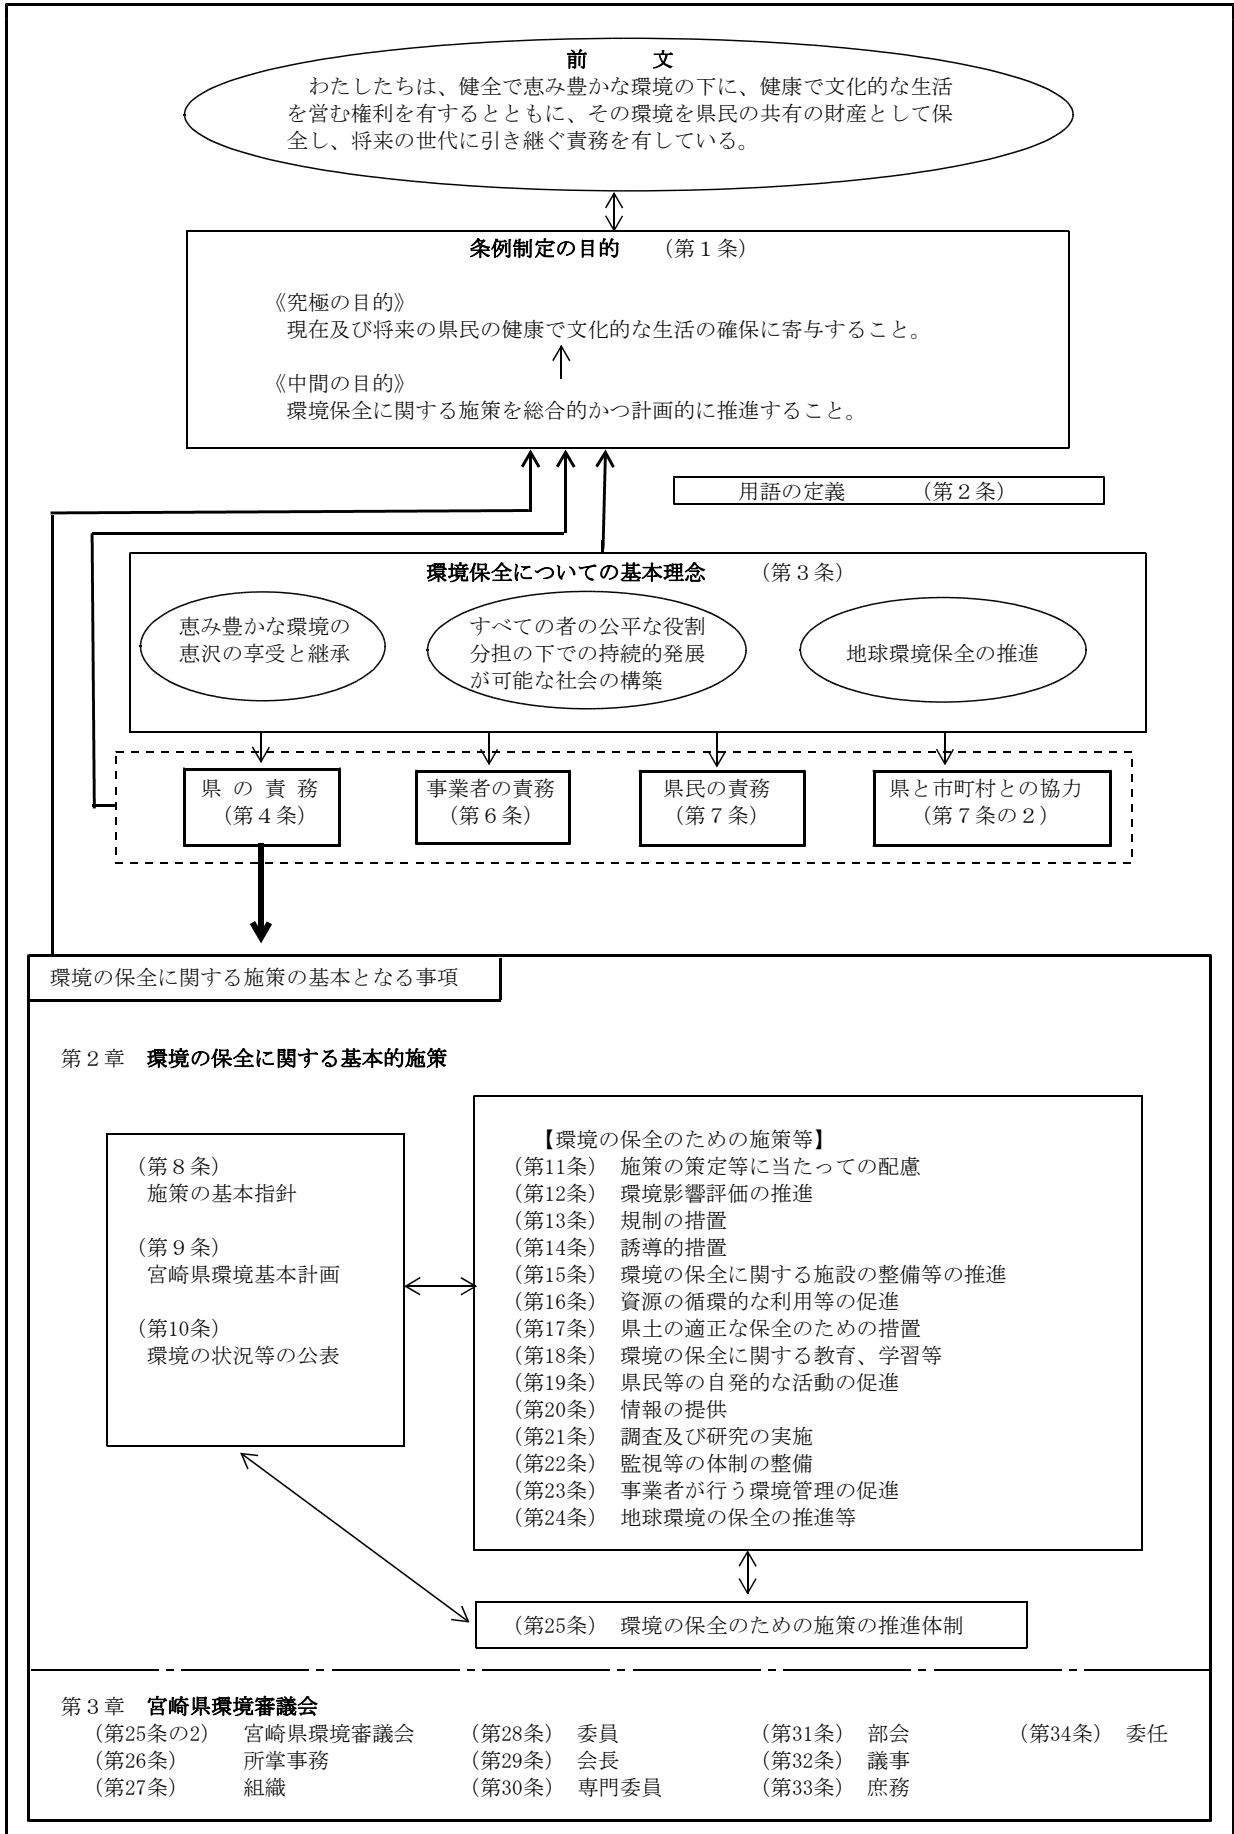 前　　文
わたしたちは、健全で恵み豊かな環境の下に、健康で文化的な生活
を営む権利を有するとともに、その環境を県民の共有の財産として保
全し、将来の世代に引き継ぐ責務を有している。
条例制定の目的　（第１条）
《究極の目的》
現在及び将来の県民の健康で文化的な生活の確保に寄与すること。
《中間の目的》
環境保全に関する施策を総合的かつ計画的に推進すること。
用語の定義　　（第２条）
環境保全についての基本理念　（第３条）
恵み豊かな環境の
恵沢の享受と継承
すべての者の公平な役割
分担の下での持続的発展
が可能な社会の構築
地球環境保全の推進
県 の 責 務
（第４条）
事業者の責務
（第６条）
県民の責務
（第７条）
県と市町村との協力
（第７条の２）
環境の保全に関する施策の基本となる事項
第２章　環境の保全に関する基本的施策
（第８条）
施策の基本指針
（第９条）
宮崎県環境基本計画
（第10条）
環境の状況等の公表
【環境の保全のための施策等】
（第11条）　施策の策定等に当たっての配慮
（第12条）　環境影響評価の推進
（第13条）　規制の措置
（第14条）　誘導的措置
（第15条）　環境の保全に関する施設の整備等の推進
（第16条）　資源の循環的な利用等の促進
（第17条）　県土の適正な保全のための措置
（第18条）　環境の保全に関する教育、学習等
（第19条）　県民等の自発的な活動の促進
（第20条）　情報の提供
（第21条）　調査及び研究の実施
（第22条）　監視等の体制の整備
（第23条）　事業者が行う環境管理の促進
（第24条）　地球環境の保全の推進等
（第25条）　環境の保全のための施策の推進体制
第３章　宮崎県環境審議会
（第25条の2）　宮崎県環境審議会　（第28条）　委員　（第31条）　部会　（第34条）　委任
（第26条）　所掌事務　（第29条）　会長　（第32条）　議事
（第27条）　組織　（第30条）　専門委員　（第33条）　庶務